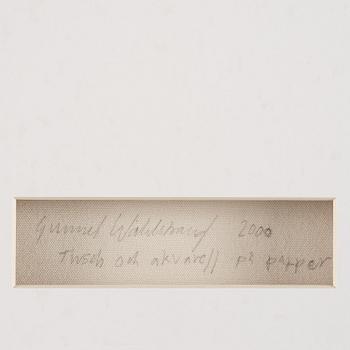 Gunnel Wåhlstrand 2000
Tusch och akvarell på papper